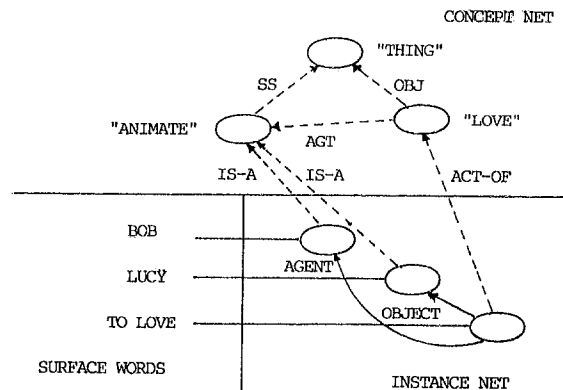 CONCEPT NET
"THING"
SS
OBJ
"ANIMATE"
"LOVE"
AGT
IS-A
IS-A
ACT-OF
BOB
AGENT
LUCY
OBJECT
TO LOVE
SURFACE WORDS
INSTANCE NET